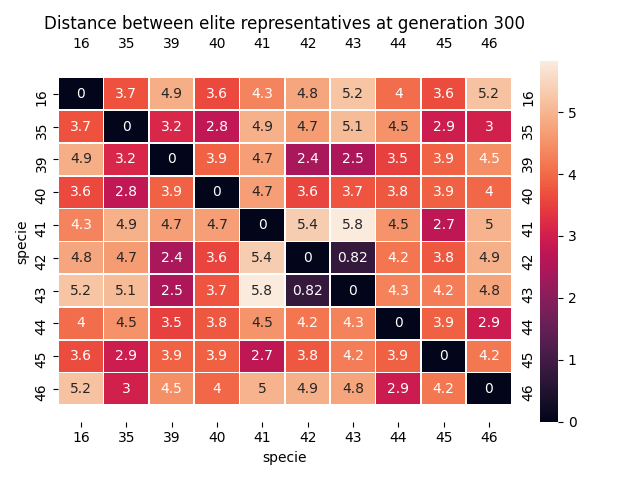 Distance between elite representatives at generation 300
16 35 39 40 41 42 43 44 45 46
16 0 3.7 4.9 3.6 4.3 4.8 5.2 4 3.6 5.2 16
35 3.7 0 3.2 2.8 4.9 4.7 5.1 4.5 2.9 3 35
39 4.9 3.2 0 3.9 4.7 2.4 2.5 3.5 3.9 4.5 39
40 3.6 2.8 3.9 0 4.7 3.6 3.7 3.8 3.9 4 40
41 4.3 4.9 4.7 4.7 0 5.4 5.8 4.5 2.7 5 41
42 4.8 4.7 2.4 3.6 5.4 0 0.82 4.2 3.8 4.9 42
43 5.2 5.1 2.5 3.7 5.8 0.82 0 4.3 4.2 4.8 43
44 4 4.5 3.5 3.8 4.5 4.2 4.3 0 3.9 2.9 44
45 3.6 2.9 3.9 3.9 2.7 3.8 4.2 3.9 0 4.2 45
46 5.2 3 4.5 4 5 4.9 4.8 2.9 4.2 0 46
16 35 39 40 41 42 43 44 45 46
specie
specie
5
4
3
2
1
0